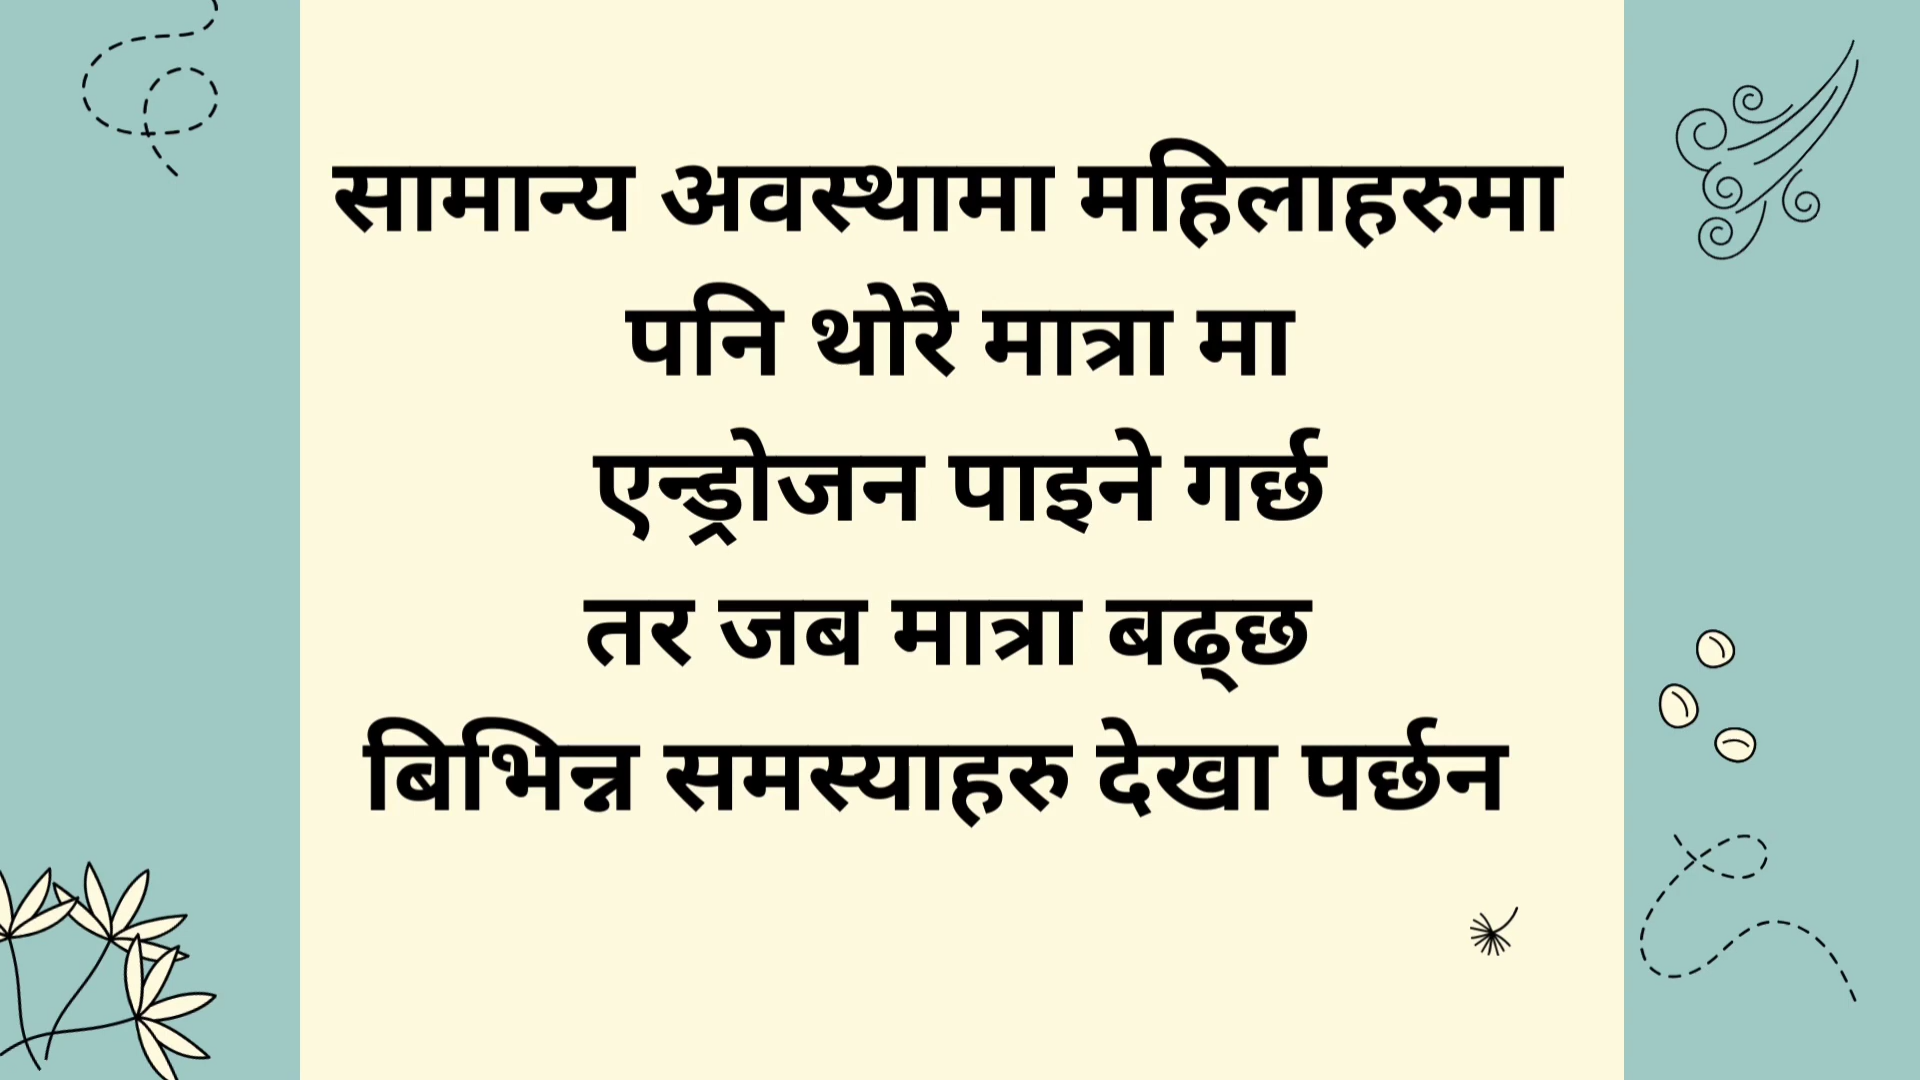 सामान्य अवस्थामा महिलाहरुमा
पनि थोरै मात्रा मा
एन्ड्रोजन पाइने गर्छ
तर जब मात्रा बढ्छ
बिभिन्न समस्याहरु देखा पर्छन